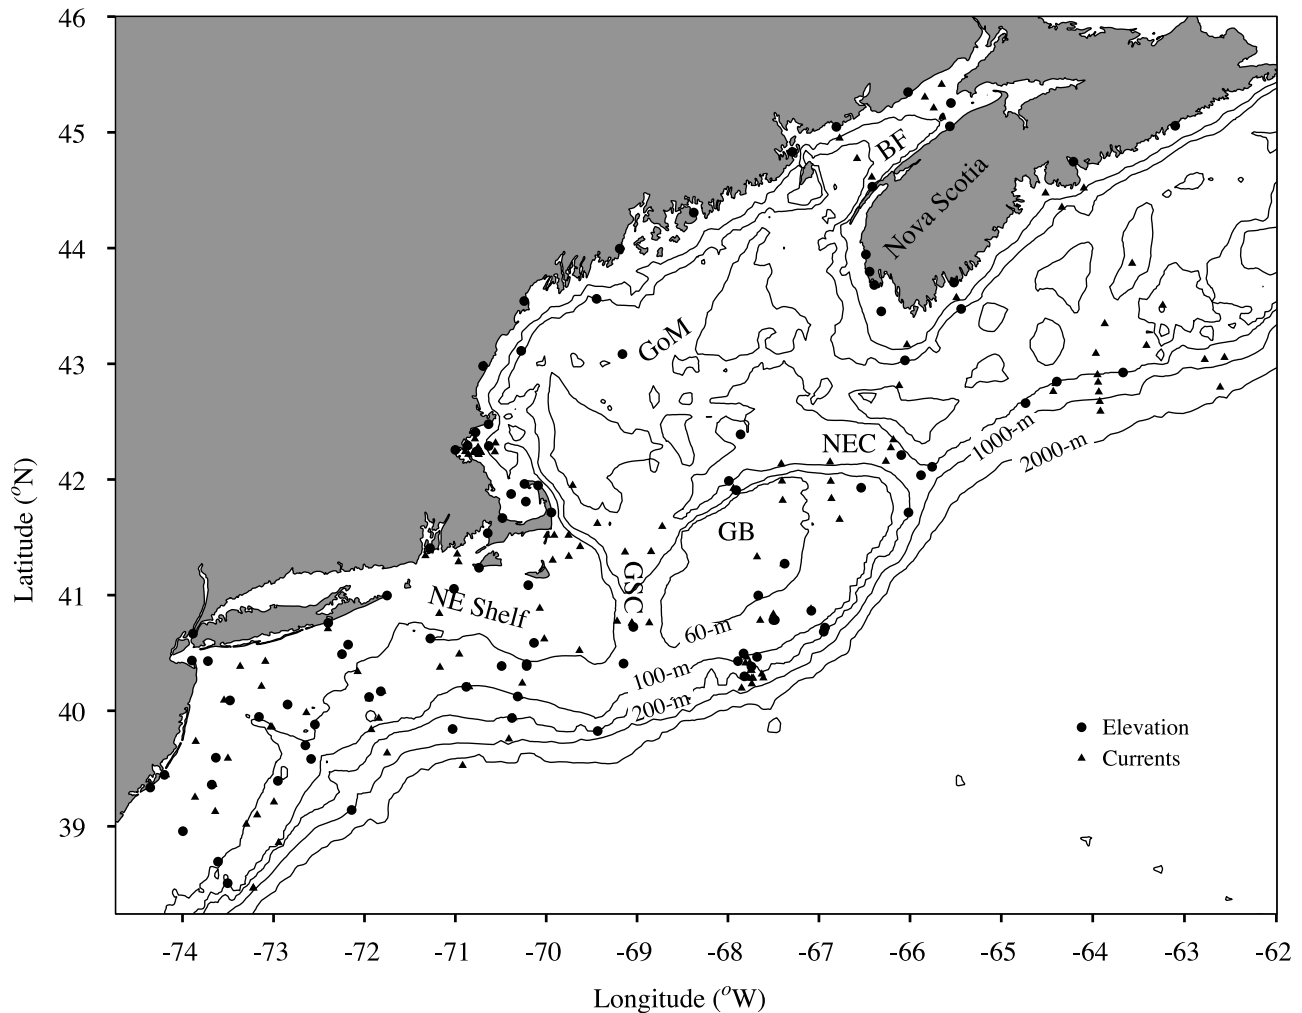 46
45
44
43
42
41
40
39
Latitude (°N)
BF
Nova Scotia
GoM
NEC
1000-m
2000-m
GB
GSC
NE Shelf
60-m
100-m
200-m
Elevation
Currents
-74 -73 -72 -71 -70 -69 -68 -67 -66 -65 -64 -63 -62
Longitude (°W)